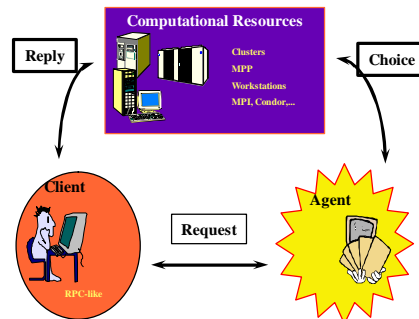 Computational Resources
Reply
Clusters
MPP
Workstations
MPI, Condor,...
Choice
Client
Agent
Request
RPC-like